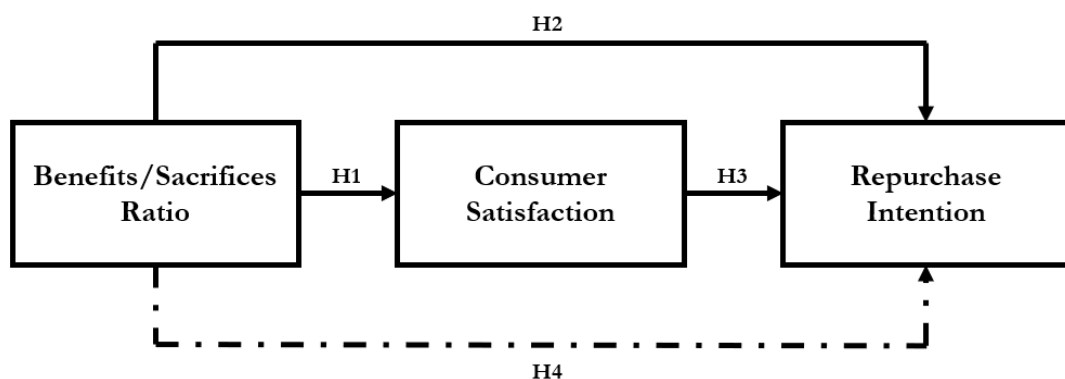 H2
Benefits/Sacrifices
Ratio
H1
Consumer
Satisfaction
H3
Repurchase
Intention
H4